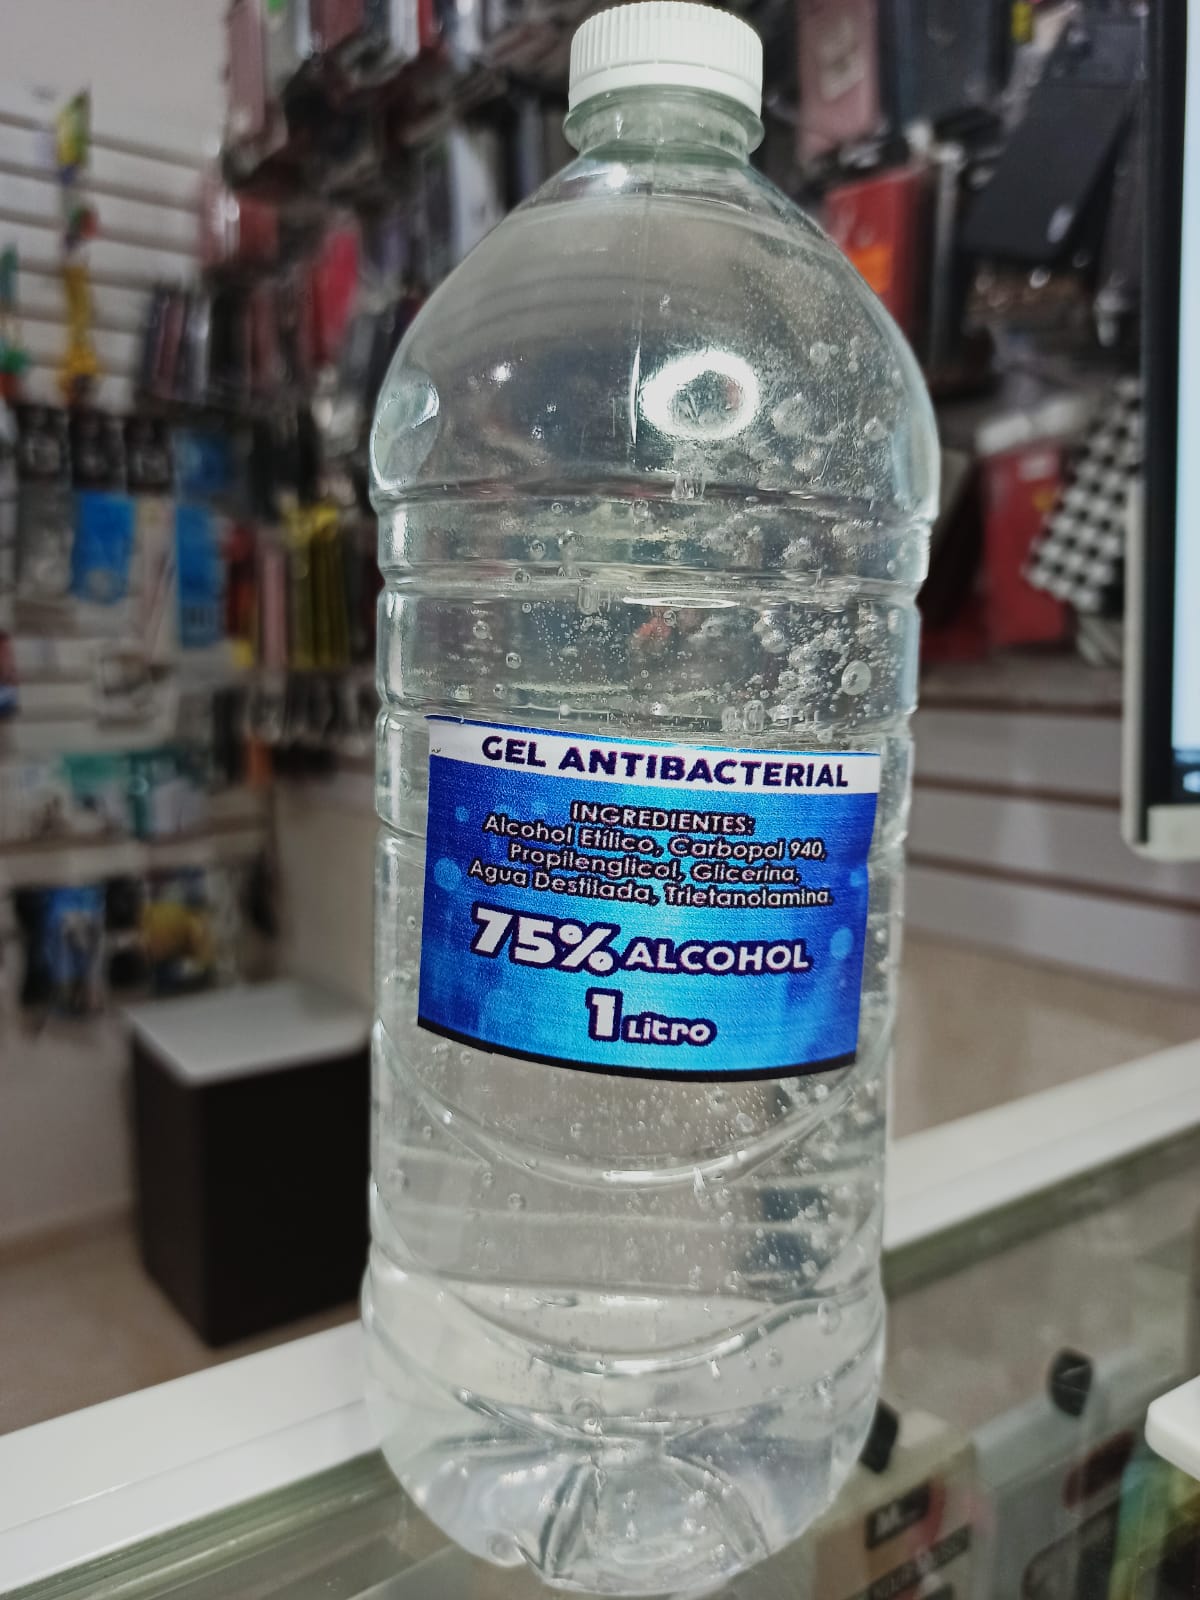 GEL ANTIBACTERIAL
INGREDIENTES:
Alcohol Etílico, Carbopol 940,
Propilenglicol, Glicerina,
Agua Destilada, Trietanolamina.
75% ALCOHOL
1 Litro